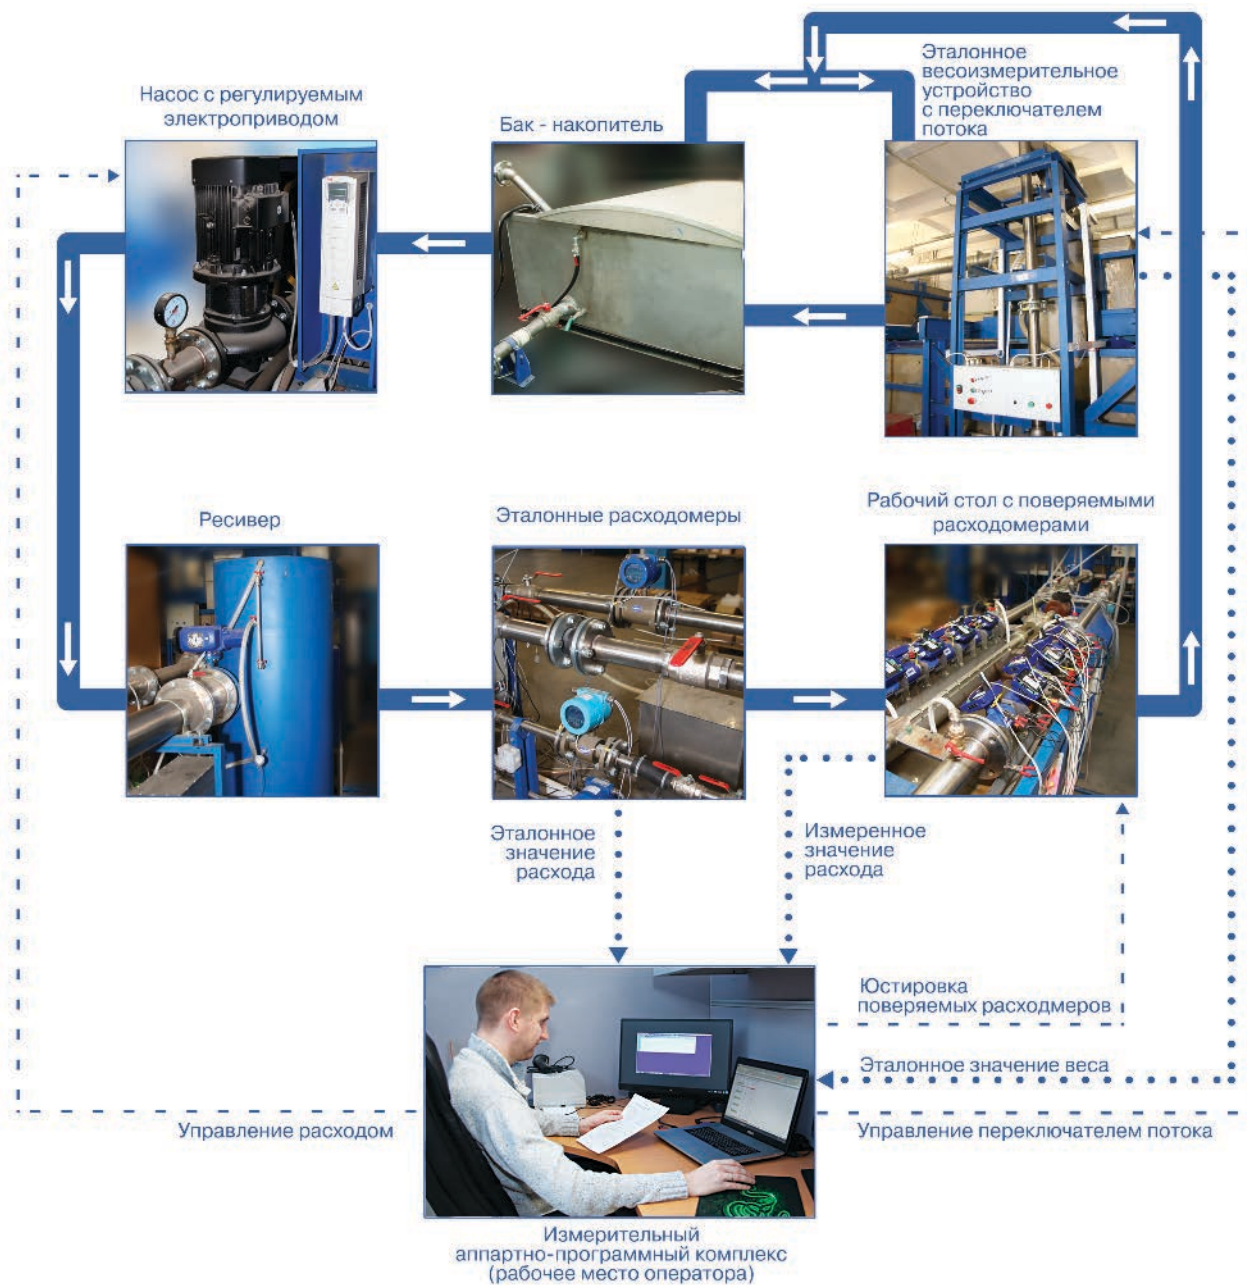 Насос с регулируемым
электроприводом
Бак - накопитель
Эталонное
весоизмерительное
устройство
с переключателем
потока
Ресивер
Эталонные расходомеры
Рабочий стол с поверяемыми
расходомерами
Эталонное
значение
расхода
Измеренное
значение
расхода
Юстировка
поверяемых расходмеров
Эталонное значение веса
Управление расходом
Управление переключателем потока
Измерительный
аппартно-программный комплекс
(рабочее место оператора)